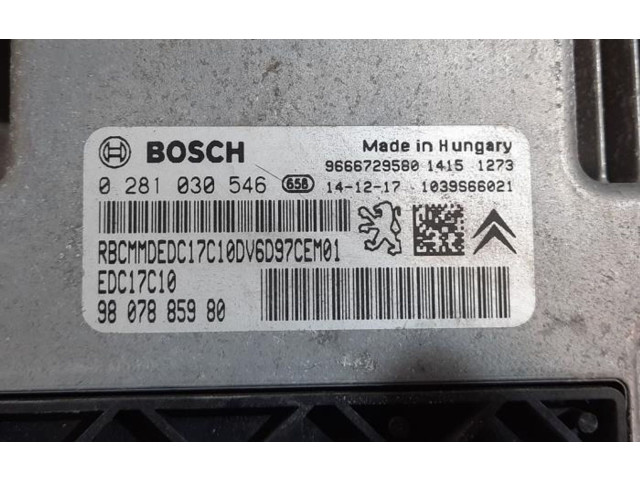 BOSCH
Made in Hungary
9666729580 1415 1273
0 281 030 546 658 14-12-17 1039S66021
RBCMMDEDC17C10DV6D97CEM01
EDC17C10
98 078 859 80